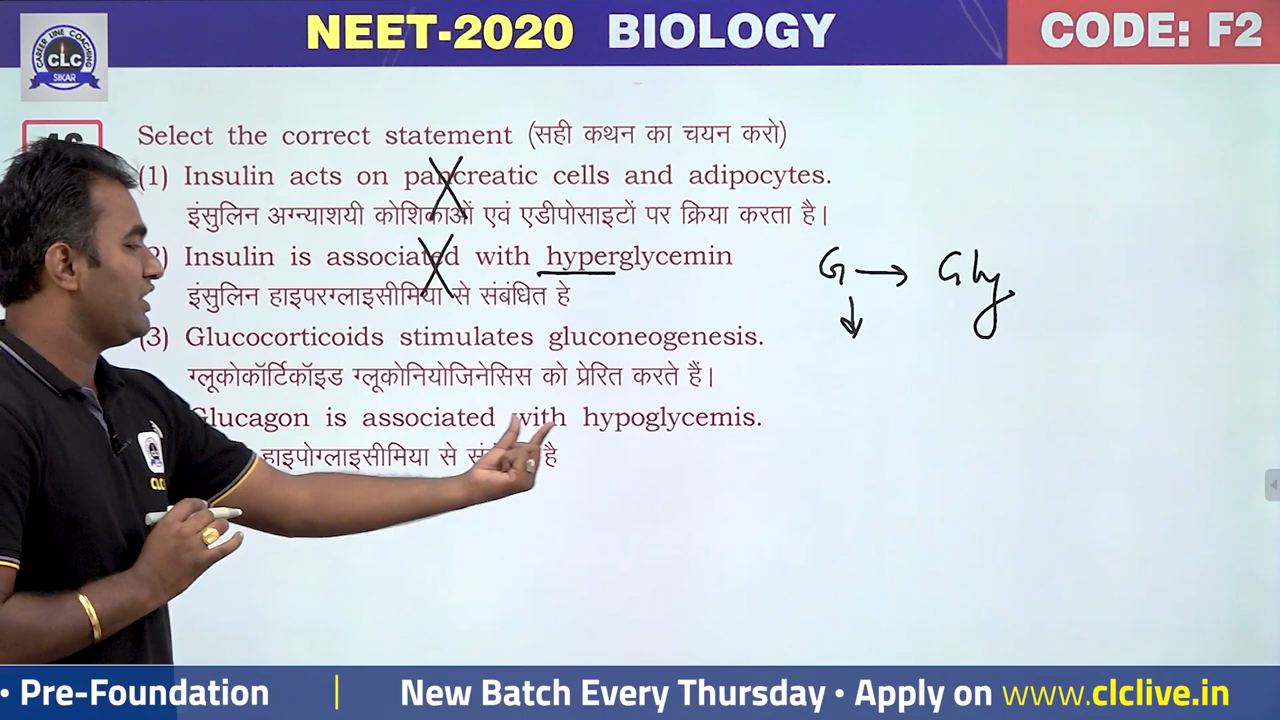 NEET-2020 BIOLOGY
CODE: F2
CAREER LINE COACHING
CLC
SIKAR
Select the correct statement (सही कथन का चयन करो)
(1) Insulin acts on pancreatic cells and adipocytes.
इंसुलिन अग्न्याशयी कोशिकाओं एवं एडीपोसाइटों पर क्रिया करता है।
Insulin is associated with hyperglycemin
इंसुलिन हाइपरग्लाइसीमिया से संबंधित हे
G → Gly
↓
(3) Glucocorticoids stimulates gluconeogenesis.
ग्लूकोकॉर्टिकॉइड ग्लूकोनियोजिनेसिस को प्रेरित करते हैं।
Glucagon is associated with hypoglycemis.
हाइपोग्लाइसीमिया से है
• Pre-Foundation | New Batch Every Thursday • Apply on www.clclive.in